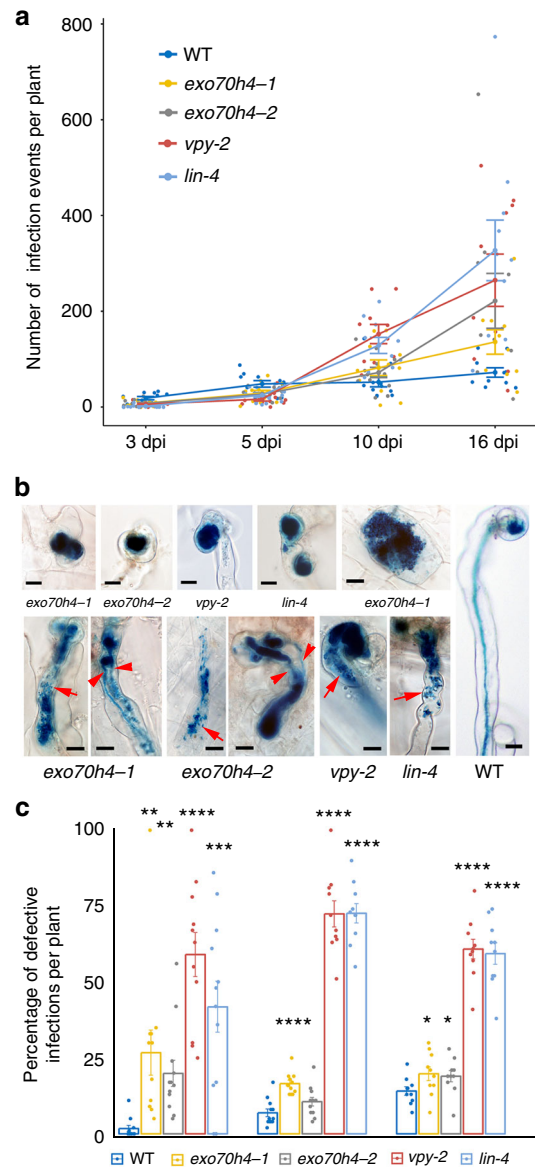 a
Number of infection events per plant
800
600
400
200
0
WT
exo70h4–1
exo70h4–2
vpy-2
lin-4
3 dpi 5 dpi 10 dpi 16 dpi
b
exo70h4–1 exo70h4–2 vpy-2 lin-4 exo70h4–1
exo70h4–1 exo70h4–2 vpy–2 lin–4 WT
c
Percentage of defective
infections per plant
100
75
50
25
0
** ** **** ***
**** **** ****
* * **** ****
WT exo70h4–1 exo70h4–2 vpy-2 lin-4